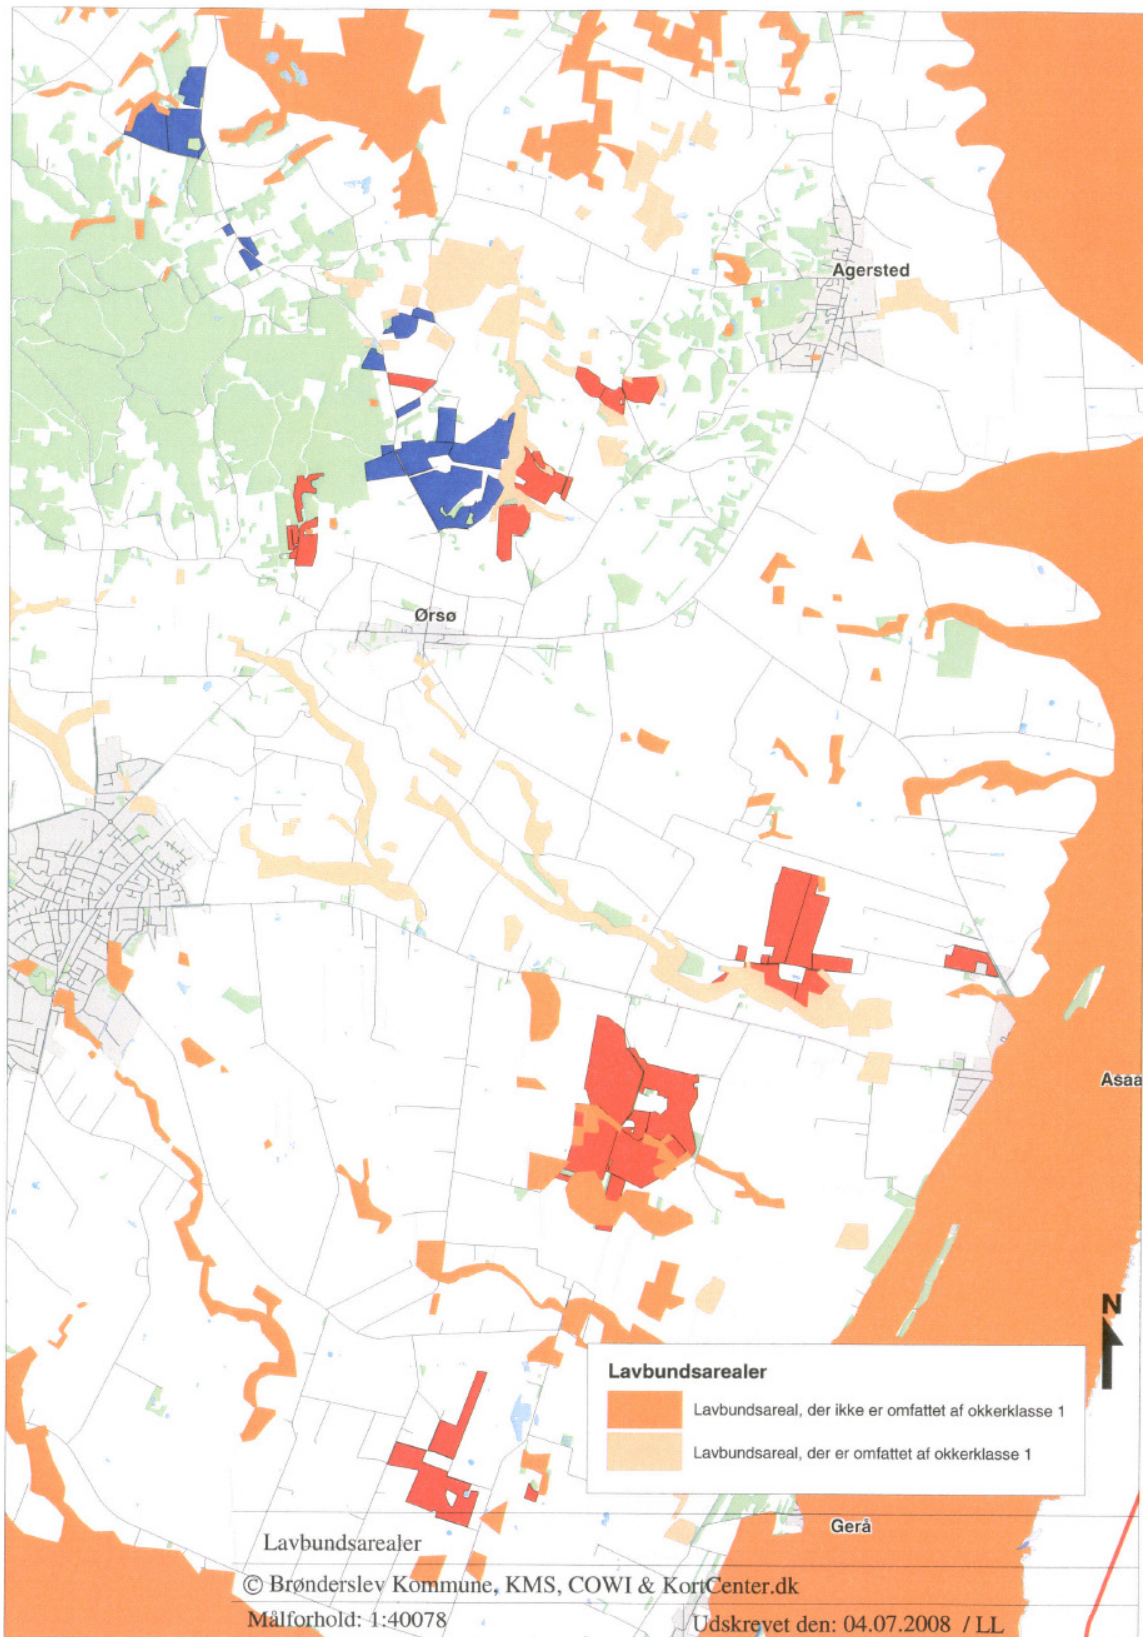 Agersted
Ørsø
Asaa
N
Lavbundsarealer
Lavbundsareal, der ikke er omfattet af okkerklasse 1
Lavbundsareal, der er omfattet af okkerklasse 1
Gerå
Lavbundsarealer
© Brønderslev Kommune, KMS, COWI & KortCenter.dk
Målforhold: 1:40078
Udskrevet den: 04.07.2008 / LL